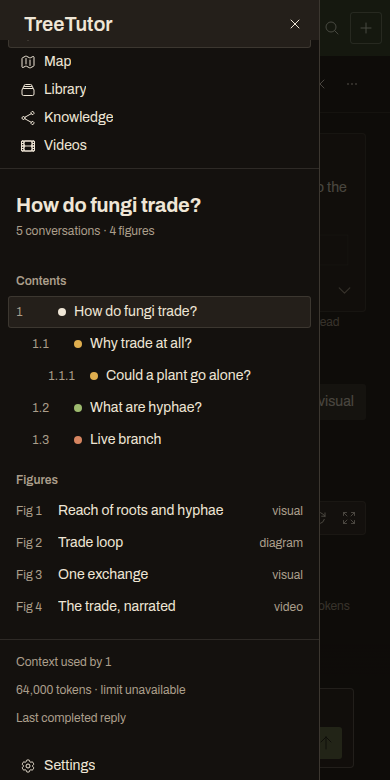 TreeTutor
Map
Library
Knowledge
Videos
How do fungi trade?
5 conversations · 4 figures
Contents
1 How do fungi trade?
1.1 Why trade at all?
1.1.1 Could a plant go alone?
1.2 What are hyphae?
1.3 Live branch
Figures
Fig 1 Reach of roots and hyphae visual
Fig 2 Trade loop diagram
Fig 3 One exchange visual
Fig 4 The trade, narrated video
Context used by 1
64,000 tokens · limit unavailable
Last completed reply
Settings
the
visual